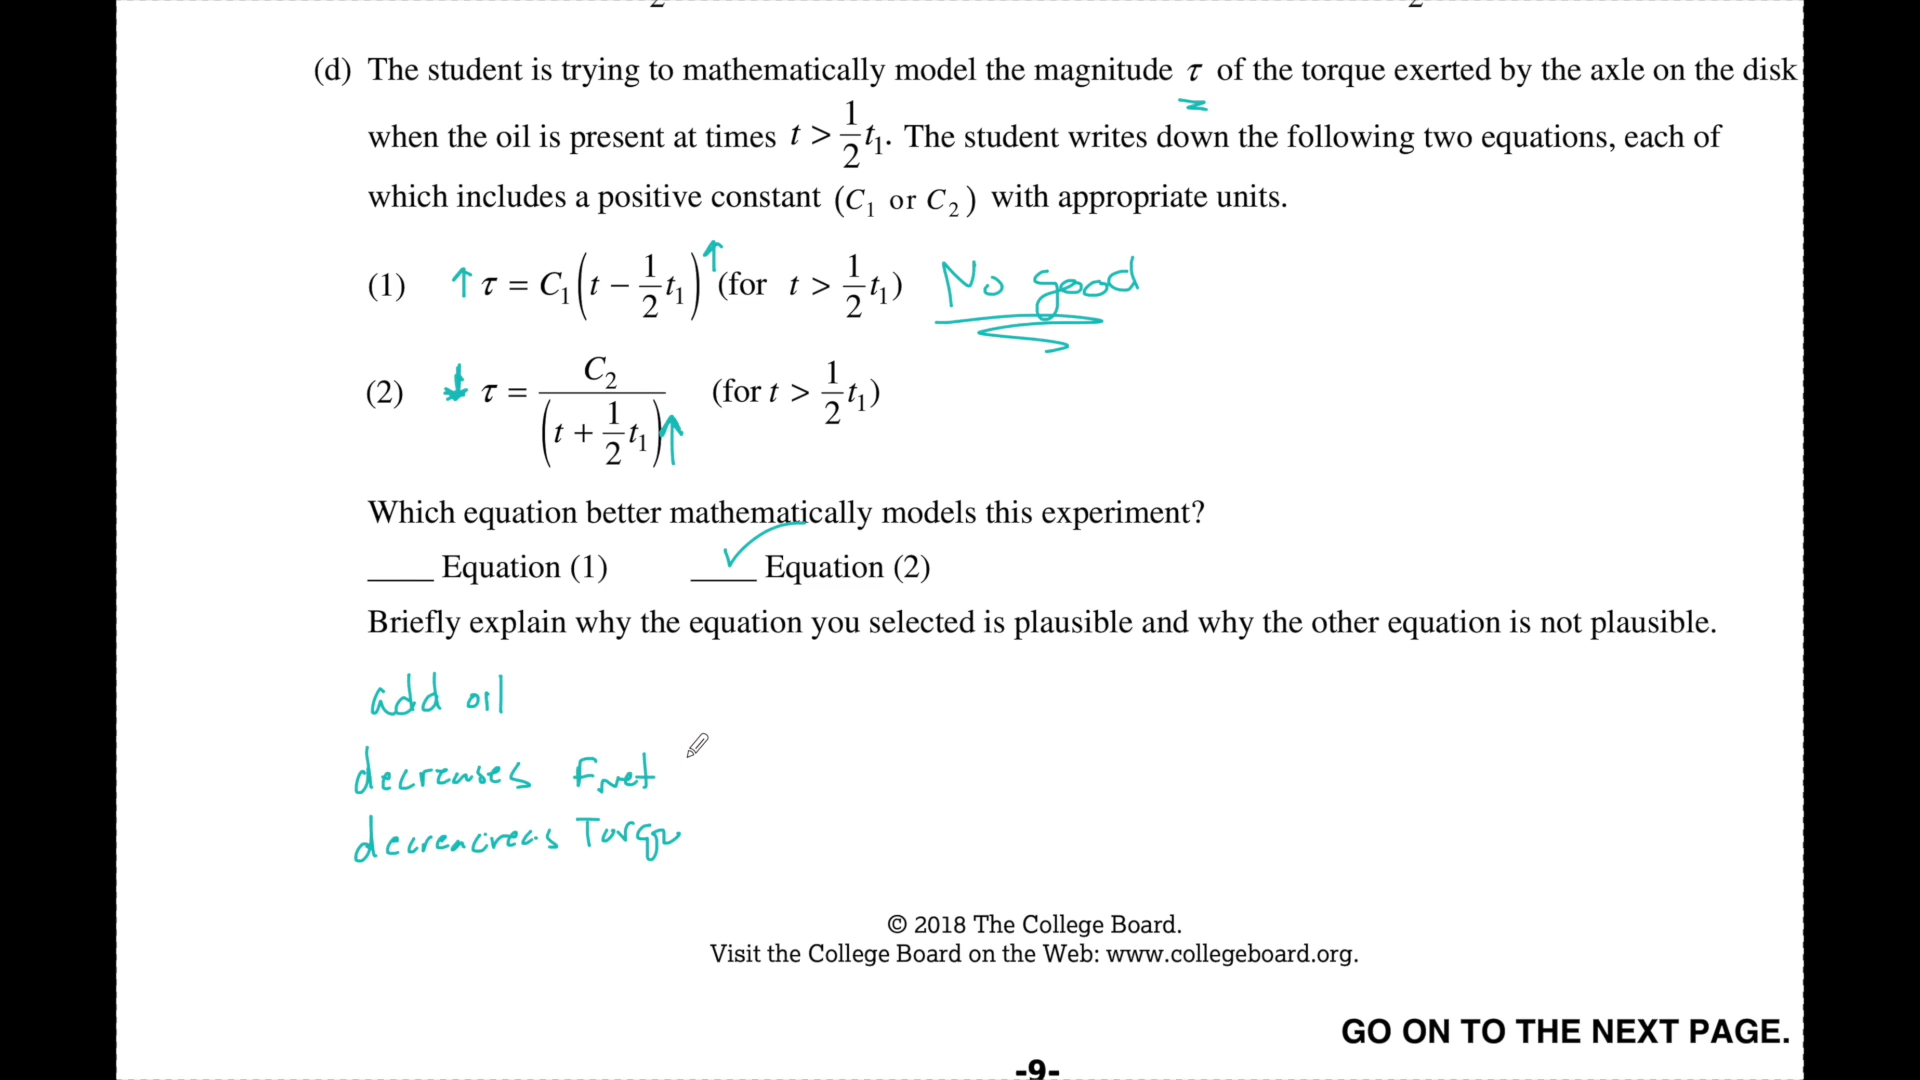 (d) The student is trying to mathematically model the magnitude τ of the torque exerted by the axle on the disk
when the oil is present at times t > 1/2 t₁. The student writes down the following two equations, each of
which includes a positive constant (C₁ or C₂) with appropriate units.
(1) ↑ τ = C₁(t − 1/2 t₁)↑ (for t > 1/2 t₁) No good
(2) ↓ τ = C₂/(t + 1/2 t₁)↑ (for t > 1/2 t₁)
Which equation better mathematically models this experiment?
____ Equation (1) __✓__ Equation (2)
Briefly explain why the equation you selected is plausible and why the other equation is not plausible.
add oil
decreases Fnet
Torqu
© 2018 The College Board.
Visit the College Board on the Web: www.collegeboard.org.
GO ON TO THE NEXT PAGE.
-9-